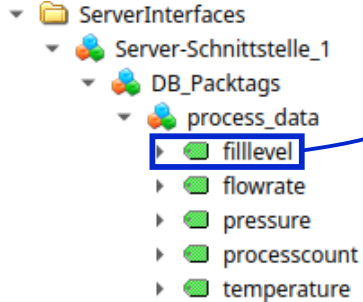 ServerInterfaces
Server-Schnittstelle_1
DB_Packtags
process_data
filllevel
flowrate
pressure
processcount
temperature